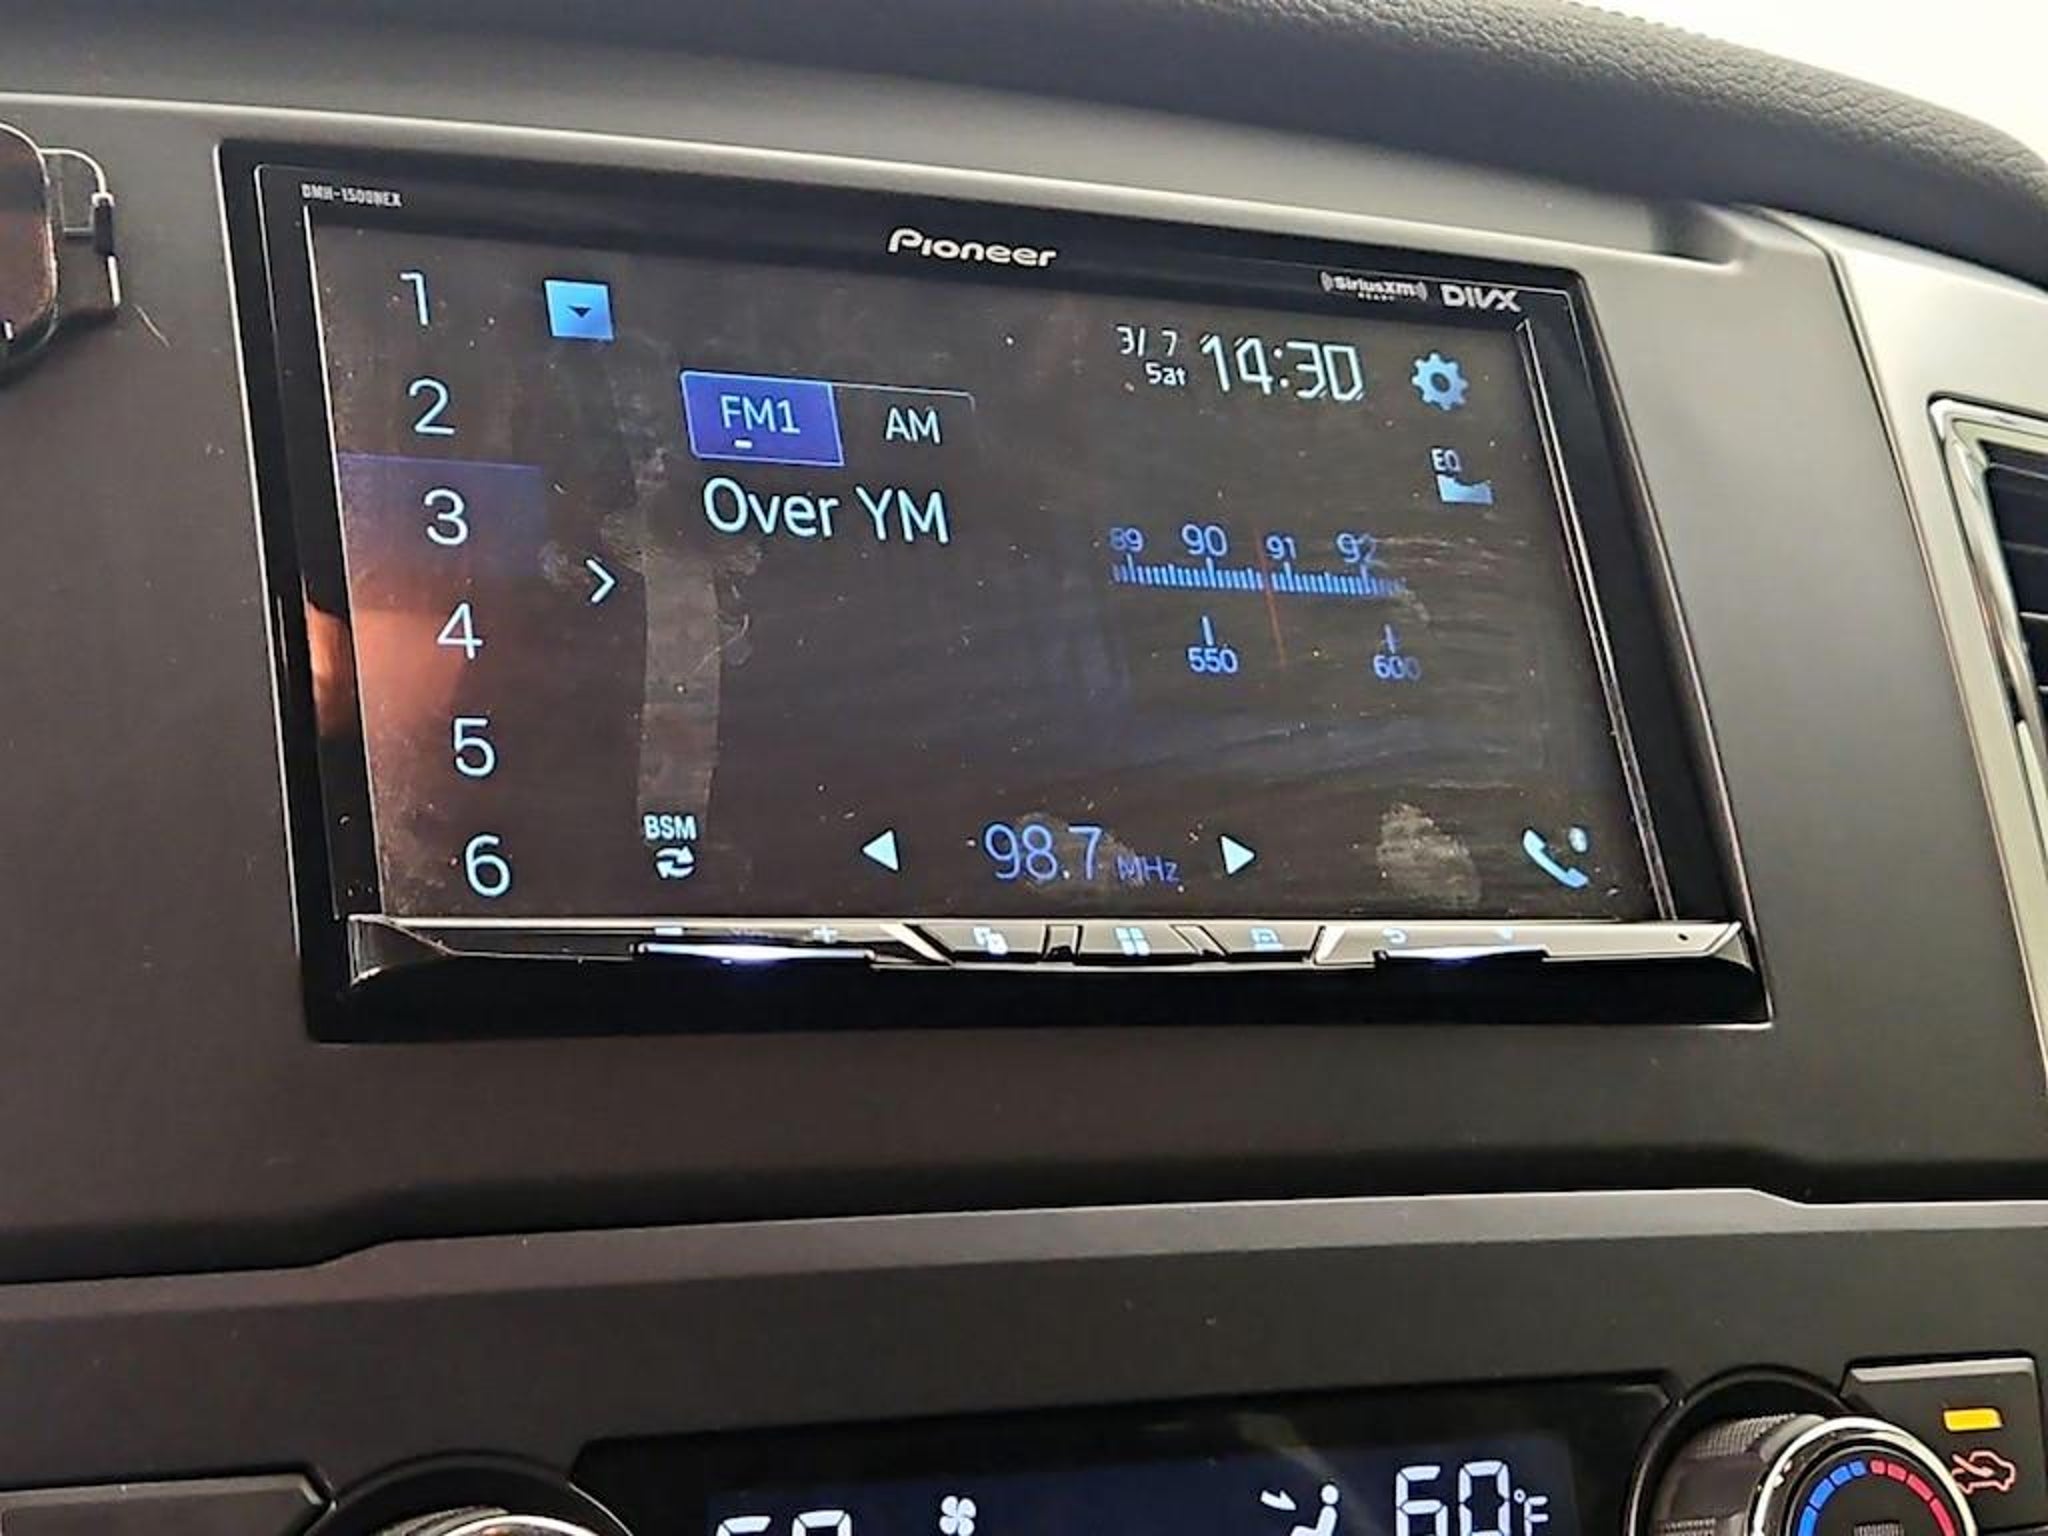 DMH-1500NEX
Pioneer
SiriusXM
READY
DIVX
1
2
3
4
5
6
3/ 7
Sat
14:30
FM1
AM
EQ
Over YM
89 90 91 92
550 600
BSM
98.7 MHz
60°F